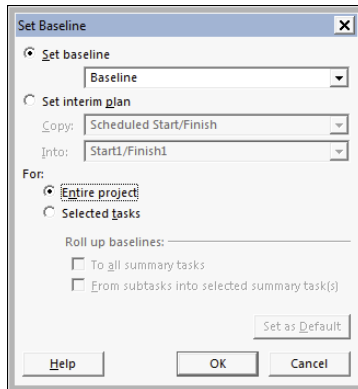 Set Baseline
Set baseline
Baseline
Set interim plan
Copy: Scheduled Start/Finish
Into: Start1/Finish1
For:
Entire project
Selected tasks
Roll up baselines:
To all summary tasks
From subtasks into selected summary task(s)
Set as Default
Help OK Cancel